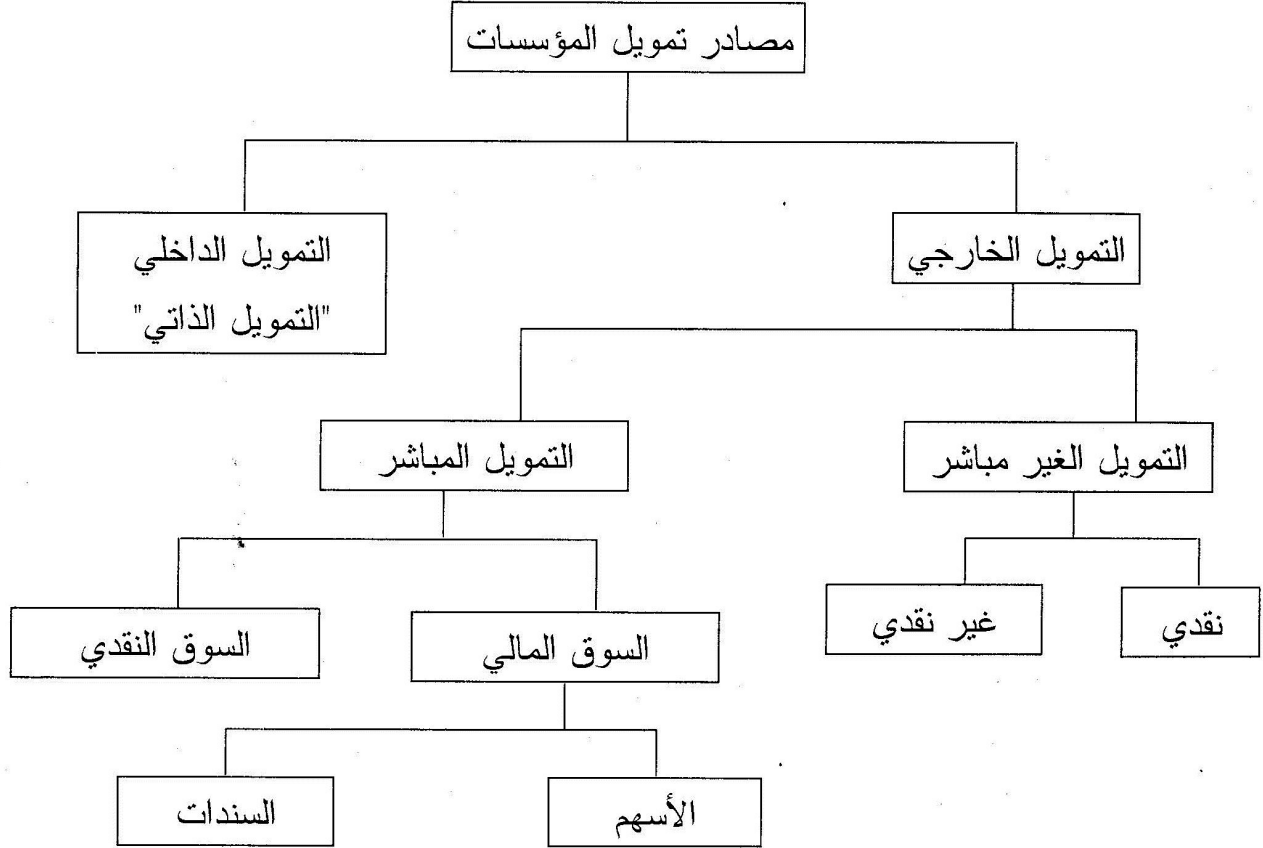 مصادر تمويل المؤسسات
التمويل الخارجي
التمويل الداخلي
"التمويل الذاتي"
التمويل الغير مباشر
التمويل المباشر
نقدي
غير نقدي
السوق المالي
السوق النقدي
الأسهم
السندات